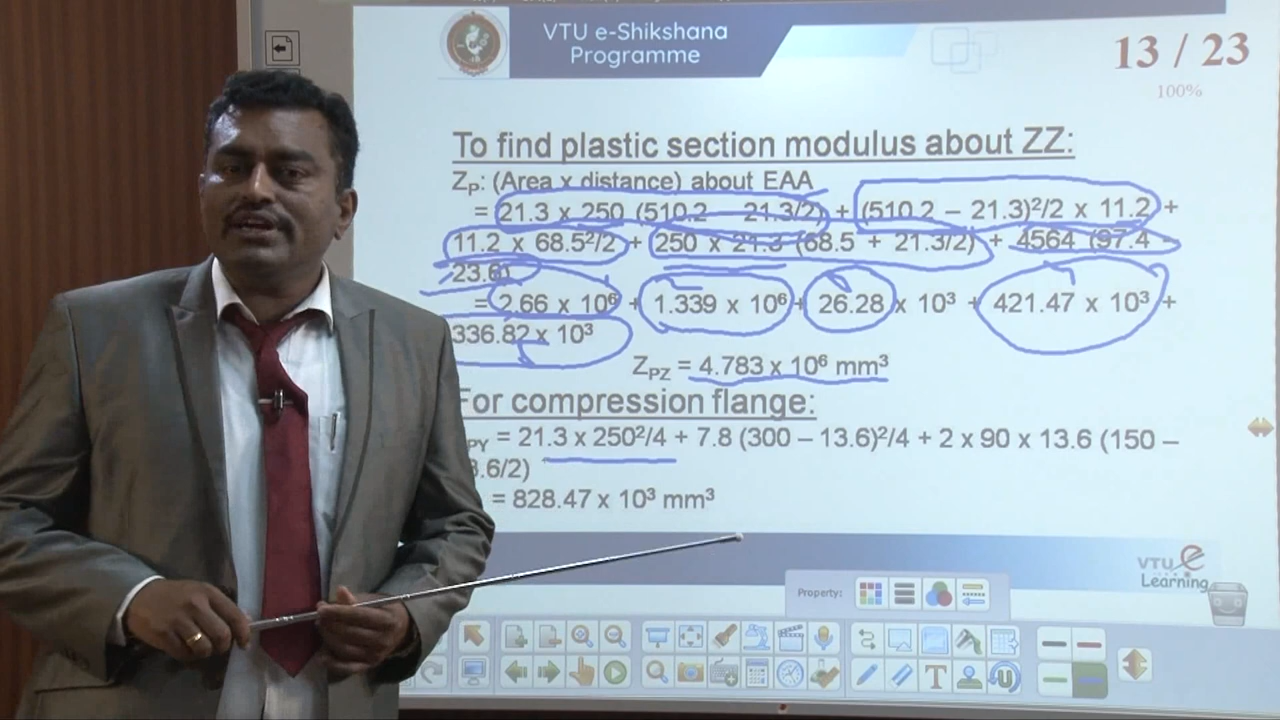 VTU e-Shikshana
Programme
13 / 23
100%
To find plastic section modulus about ZZ:
Z_P: (Area x distance) about EAA
= 21.3 x 250 (510.2 – 21.3/2) + (510.2 – 21.3)²/2 x 11.2 +
11.2 x 68.5²/2 + 250 x 21.3 (68.5 + 21.3/2) + 4564 (97.4 –
23.6)
= 2.66 x 10⁶ + 1.339 x 10⁶ + 26.28 x 10³ + 421.47 x 10³ +
336.82 x 10³
Z_PZ = 4.783 x 10⁶ mm³
For compression flange:
PY = 21.3 x 250²/4 + 7.8 (300 – 13.6)²/4 + 2 x 90 x 13.6 (150 –
3.6/2)
= 828.47 x 10³ mm³
VTU e
Learning
Property:
T